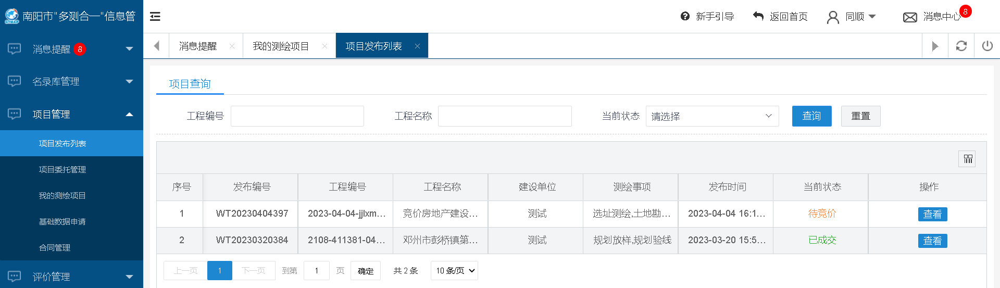 南阳市"多测合一"信息管
新手引导
返回首页
同顺
消息中心
8
消息提醒
8
名录库管理
项目管理
项目发布列表
项目委托管理
我的测绘项目
基础数据申请
合同管理
评价管理
消息提醒 × 我的测绘项目 × 项目发布列表 ×
项目查询
工程编号 工程名称 当前状态 请选择 查询 重置
序号 发布编号 工程编号 工程名称 建设单位 测绘事项 发布时间 当前状态 操作
1 WT20230404397 2023-04-04-jjlxm... 竞价房地产建设... 测试 选址测绘,土地勘... 2023-04-04 16:1... 待竞价 查看
2 WT20230320384 2108-411381-04... 邓州市彭桥镇第... 测试 规划放样,规划验线 2023-03-20 15:5... 已成交 查看
上一页 1 下一页 到第 1 页 确定 共 2 条 10 条/页